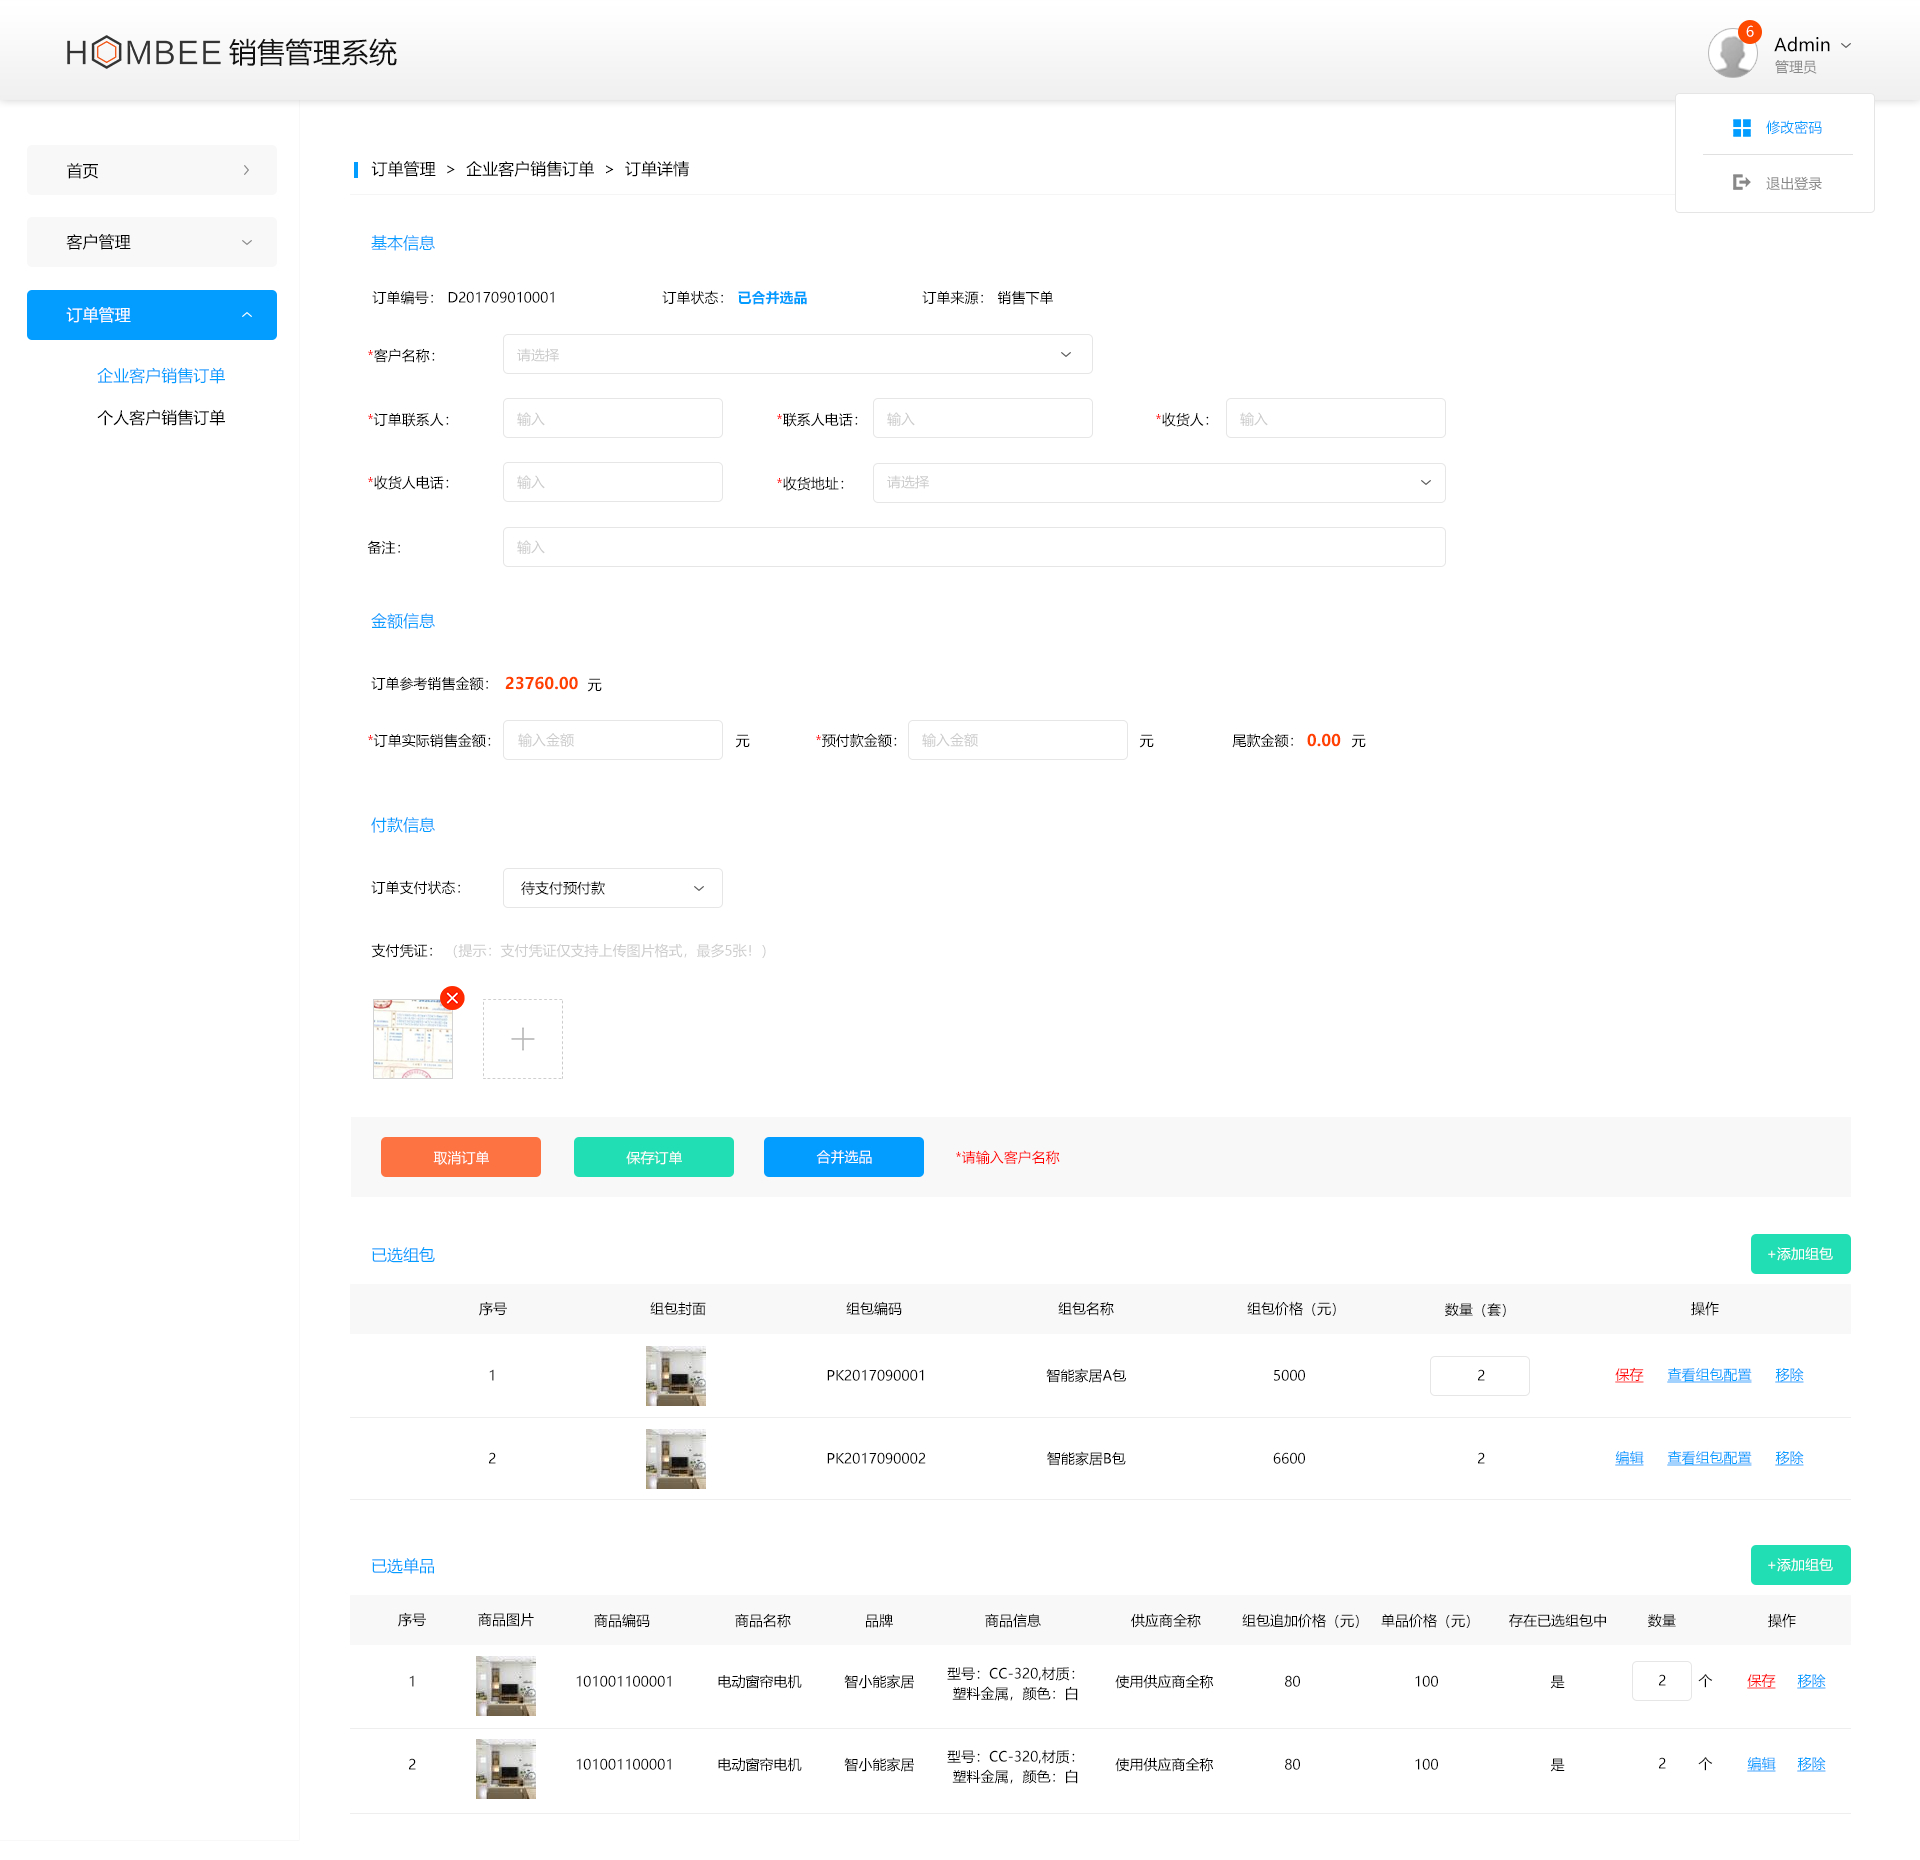 HOMBEE 销售管理系统
6
Admin
管理员
修改密码
退出登录
首页
客户管理
订单管理
企业客户销售订单
个人客户销售订单
订单管理 > 企业客户销售订单 > 订单详情
基本信息
订单编号： D201709010001 订单状态： 已合并选品 订单来源： 销售下单
*客户名称： 请选择
*订单联系人： 输入 *联系人电话： 输入 *收货人： 输入
*收货人电话： 输入 *收货地址： 请选择
备注： 输入
金额信息
订单参考销售金额： 23760.00 元
*订单实际销售金额： 输入金额 元 *预付款金额： 输入金额 元 尾款金额： 0.00 元
付款信息
订单支付状态： 待支付预付款
支付凭证： （提示：支付凭证仅支持上传图片格式，最多5张！）
取消订单 保存订单 合并选品 *请输入客户名称
已选组包 +添加组包
序号 组包封面 组包编码 组包名称 组包价格（元） 数量（套） 操作
1 PK2017090001 智能家居A包 5000 2 保存 查看组包配置 移除
2 PK2017090002 智能家居B包 6600 2 编辑 查看组包配置 移除
已选单品 +添加组包
序号 商品图片 商品编码 商品名称 品牌 商品信息 供应商全称 组包追加价格（元） 单品价格（元） 存在已选组包中 数量 操作
1 101001100001 电动窗帘电机 智小能家居 型号：CC-320,材质： 使用供应商全称 80 100 是 2 个 保存 移除
塑料金属，颜色：白
2 101001100001 电动窗帘电机 智小能家居 型号：CC-320,材质： 使用供应商全称 80 100 是 2 个 编辑 移除
塑料金属，颜色：白